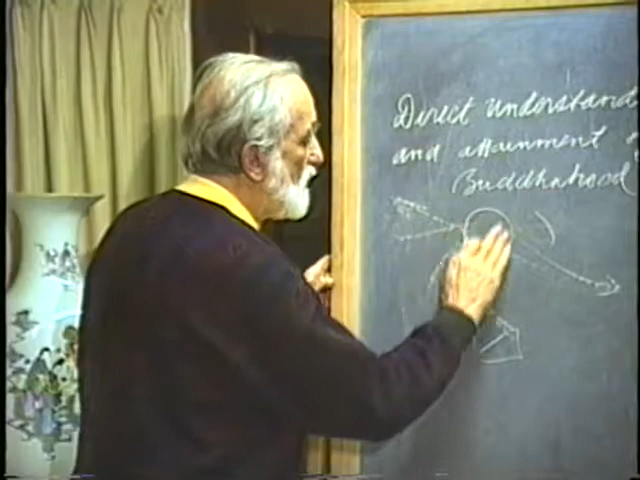 Direct understand
and attainment o
Buddhahood